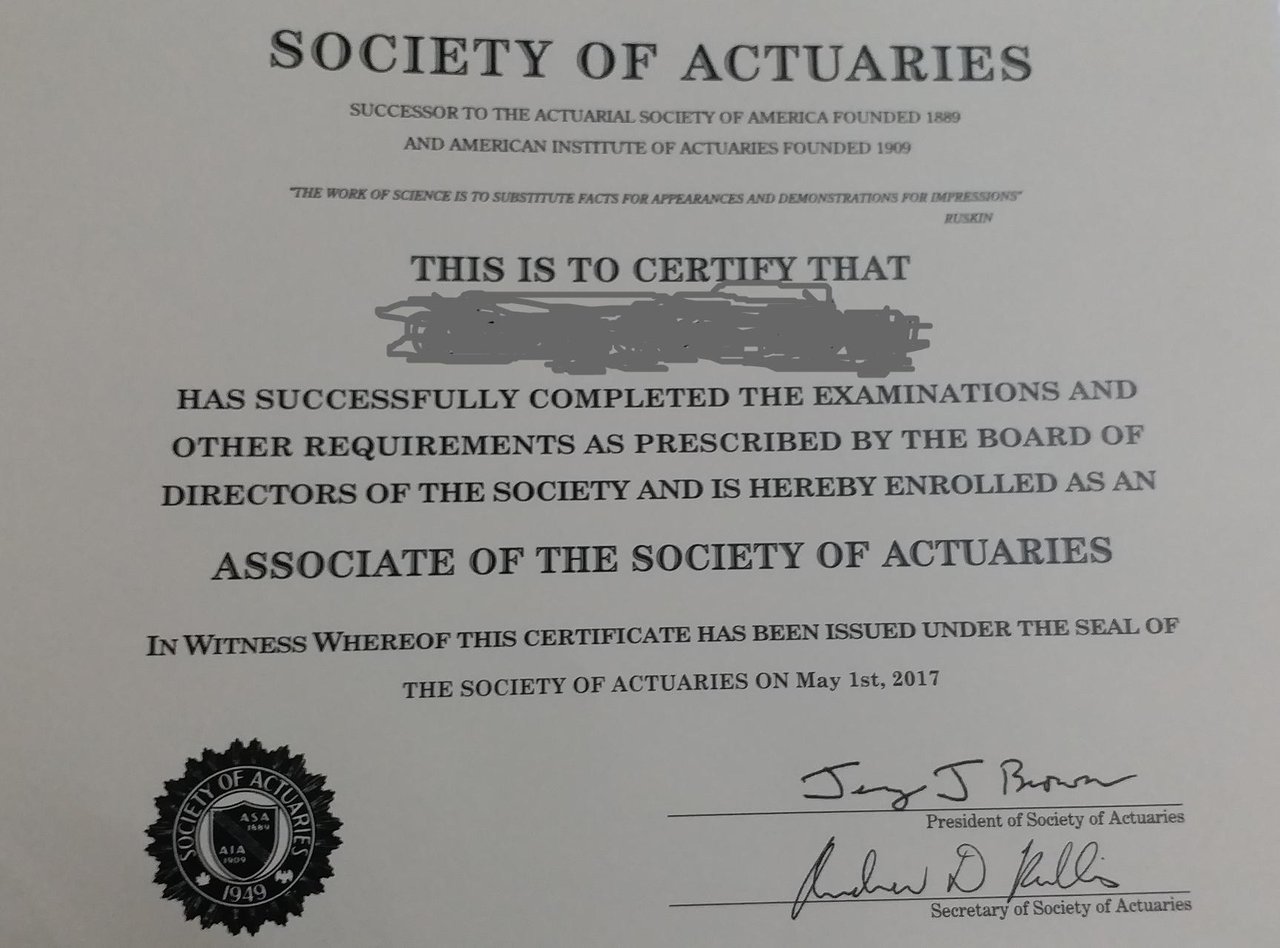 SOCIETY OF ACTUARIES
SUCCESSOR TO THE ACTUARIAL SOCIETY OF AMERICA FOUNDED 1889
AND AMERICAN INSTITUTE OF ACTUARIES FOUNDED 1909
"THE WORK OF SCIENCE IS TO SUBSTITUTE FACTS FOR APPEARANCES AND DEMONSTRATIONS FOR IMPRESSIONS"
RUSKIN
THIS IS TO CERTIFY THAT
HAS SUCCESSFULLY COMPLETED THE EXAMINATIONS AND
OTHER REQUIREMENTS AS PRESCRIBED BY THE BOARD OF
DIRECTORS OF THE SOCIETY AND IS HEREBY ENROLLED AS AN
ASSOCIATE OF THE SOCIETY OF ACTUARIES
IN WITNESS WHEREOF THIS CERTIFICATE HAS BEEN ISSUED UNDER THE SEAL OF
THE SOCIETY OF ACTUARIES ON May 1st, 2017
SOCIETY OF ACTUARIES
ASA
1889
AIA
1909
1949
J Brown
President of Society of Actuaries
Andrew D
Secretary of Society of Actuaries